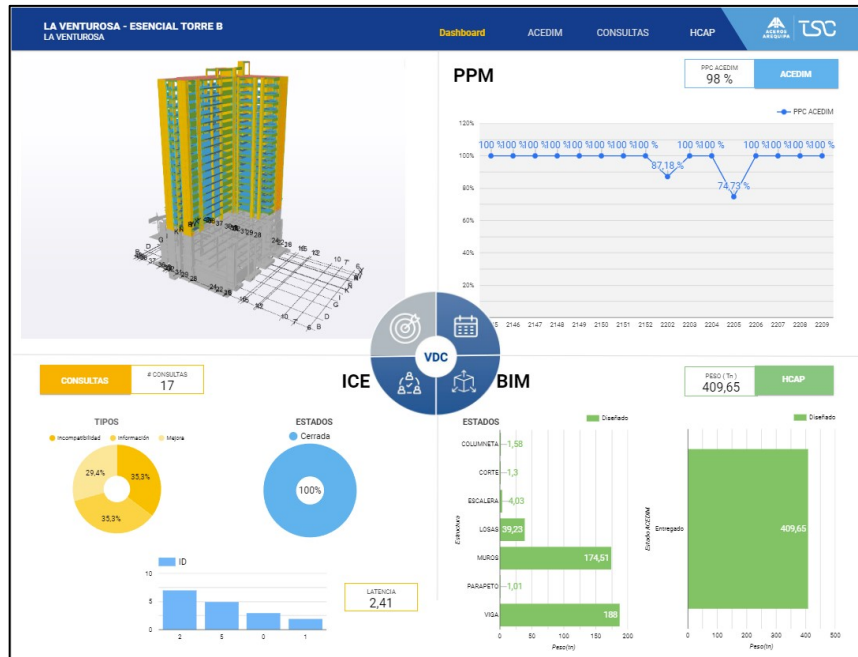 LA VENTUROSA - ESENCIAL TORRE B
LA VENTUROSA
Dashboard ACEDIM CONSULTAS HCAP
ACEROS AREQUIPA TSC
PPM
PPC ACEDIM
98 %
ACEDIM
PPC ACEDIM
120%
100%
80%
60%
40%
20%
100 % 100 % 100 % 100 % 100 % 100 % 100 % 100 % 87,18 % 100 % 100 % 74,73 % 100 % 100 % 100 % 100 %
2146 2147 2148 2149 2150 2151 2152 2202 2203 2204 2205 2206 2207 2208 2209
VDC
CONSULTAS
# CONSULTAS
17
ICE
TIPOS
Incompatibilidad Información Mejora
29,4%
35,3%
35,3%
ESTADOS
Cerrada
100%
ID
10
5
0
2 5 0 1
LATENCIA
2,41
BIM
PESO ( Tn )
409,65
HCAP
ESTADOS
Diseñado
Estructura
COLUMNETA 1,58
CORTE 1,3
ESCALERA 4,03
LOSAS 39,23
MUROS 174,51
PARAPETO 1,01
VIGA 188
0 50 100 150 200
Peso(tn)
Diseñado
Estado ACEDIM
Entregado 409,65
0 100 200 300 400 500
Peso(tn)